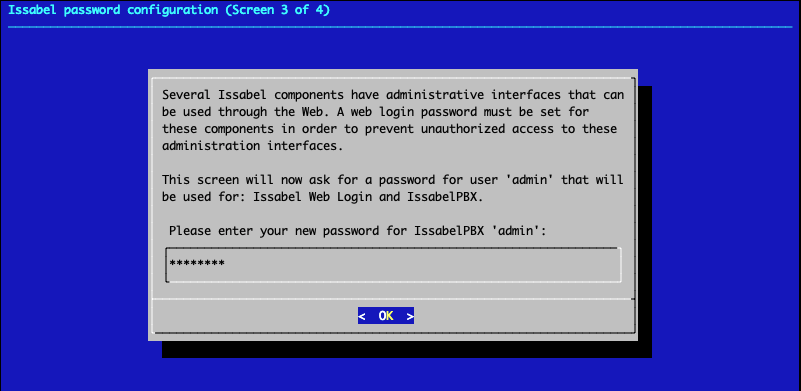 Issabel password configuration (Screen 3 of 4)
Several Issabel components have administrative interfaces that can
be used through the Web. A web login password must be set for
these components in order to prevent unauthorized access to these
administration interfaces.
This screen will now ask for a password for user 'admin' that will
be used for: Issabel Web Login and IssabelPBX.
Please enter your new password for IssabelPBX 'admin':
********
< OK >